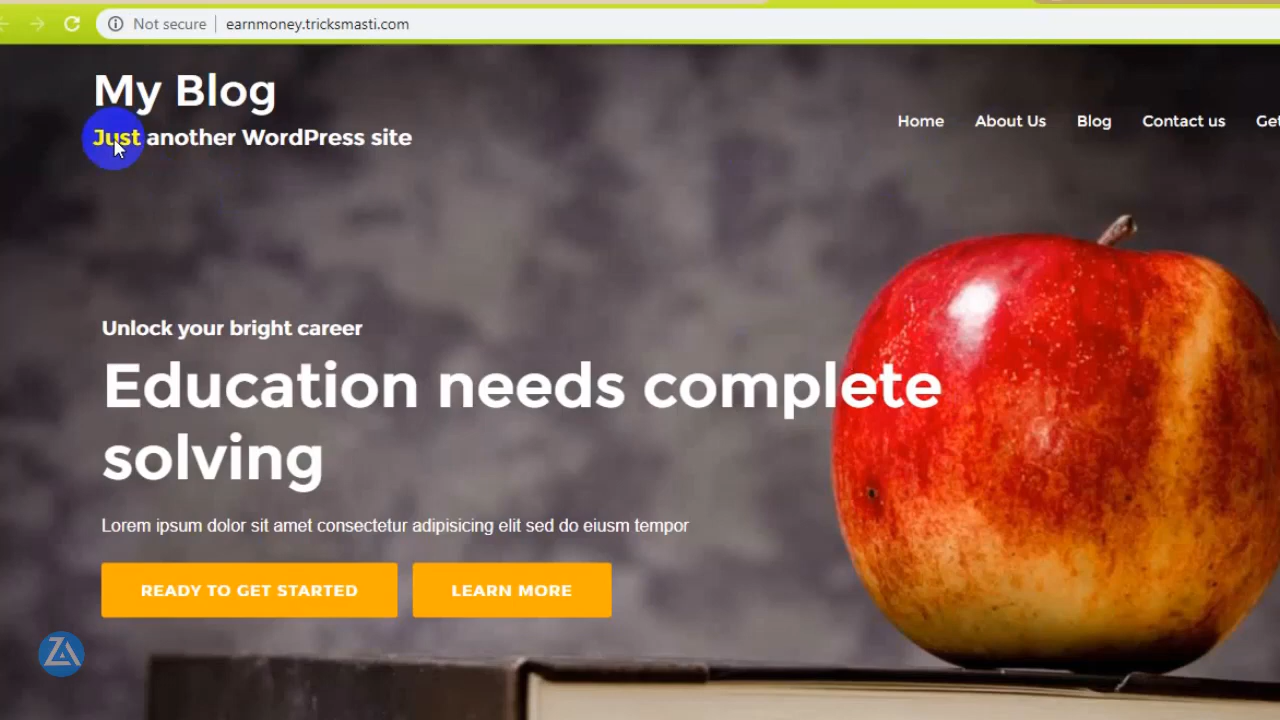 Not secure earnmoney.tricksmasti.com
My Blog
Just another WordPress site
Home About Us Blog Contact us Get
Unlock your bright career
Education needs complete
solving
Lorem ipsum dolor sit amet consectetur adipisicing elit sed do eiusm tempor
READY TO GET STARTED LEARN MORE
ZA